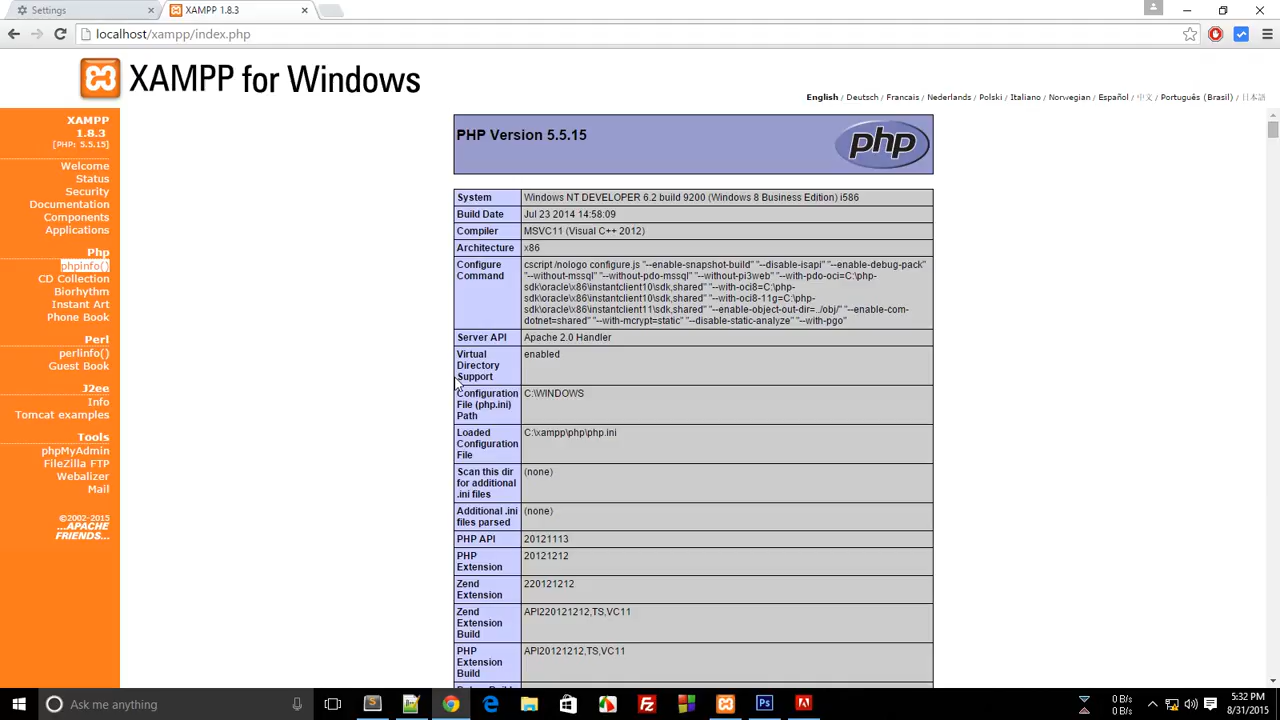 Settings
XAMPP 1.8.3
localhost/xampp/index.php
XAMPP for Windows
English / Deutsch / Francais / Nederlands / Polski / Italiano / Norwegian / Español / 中文 / Português (Brasil) / 日本語
XAMPP
1.8.3
[PHP: 5.5.15]
Welcome
Status
Security
Documentation
Components
Applications
Php
phpinfo()
CD Collection
Biorhythm
Instant Art
Phone Book
Perl
perlinfo()
Guest Book
J2ee
Info
Tomcat examples
Tools
phpMyAdmin
FileZilla FTP
Webalizer
Mail
©2002-2015
...APACHE
FRIENDS...
PHP Version 5.5.15
php
System
Windows NT DEVELOPER 6.2 build 9200 (Windows 8 Business Edition) i586
Build Date
Jul 23 2014 14:58:09
Compiler
MSVC11 (Visual C++ 2012)
Architecture
x86
Configure
Command
cscript /nologo configure.js "--enable-snapshot-build" "--disable-isapi" "--enable-debug-pack"
"--without-mssql" "--without-pdo-mssql" "--without-pi3web" "--with-pdo-oci=C:\php-
sdk\oracle\x86\instantclient10\sdk,shared" "--with-oci8=C:\php-
sdk\oracle\x86\instantclient10\sdk,shared" "--with-oci8-11g=C:\php-
sdk\oracle\x86\instantclient11\sdk,shared" "--enable-object-out-dir=../obj/" "--enable-com-
dotnet=shared" "--with-mcrypt=static" "--disable-static-analyze" "--with-pgo"
Server API
Apache 2.0 Handler
Virtual
Directory
Support
enabled
Configuration
File (php.ini)
Path
C:\WINDOWS
Loaded
Configuration
File
C:\xampp\php\php.ini
Scan this dir
for additional
.ini files
(none)
Additional .ini
files parsed
(none)
PHP API
20121113
PHP
Extension
20121212
Zend
Extension
220121212
Zend
Extension
Build
API220121212,TS,VC11
PHP
Extension
Build
API20121212,TS,VC11
Ask me anything
0 B/s
0 B/s
5:32 PM
8/31/2015